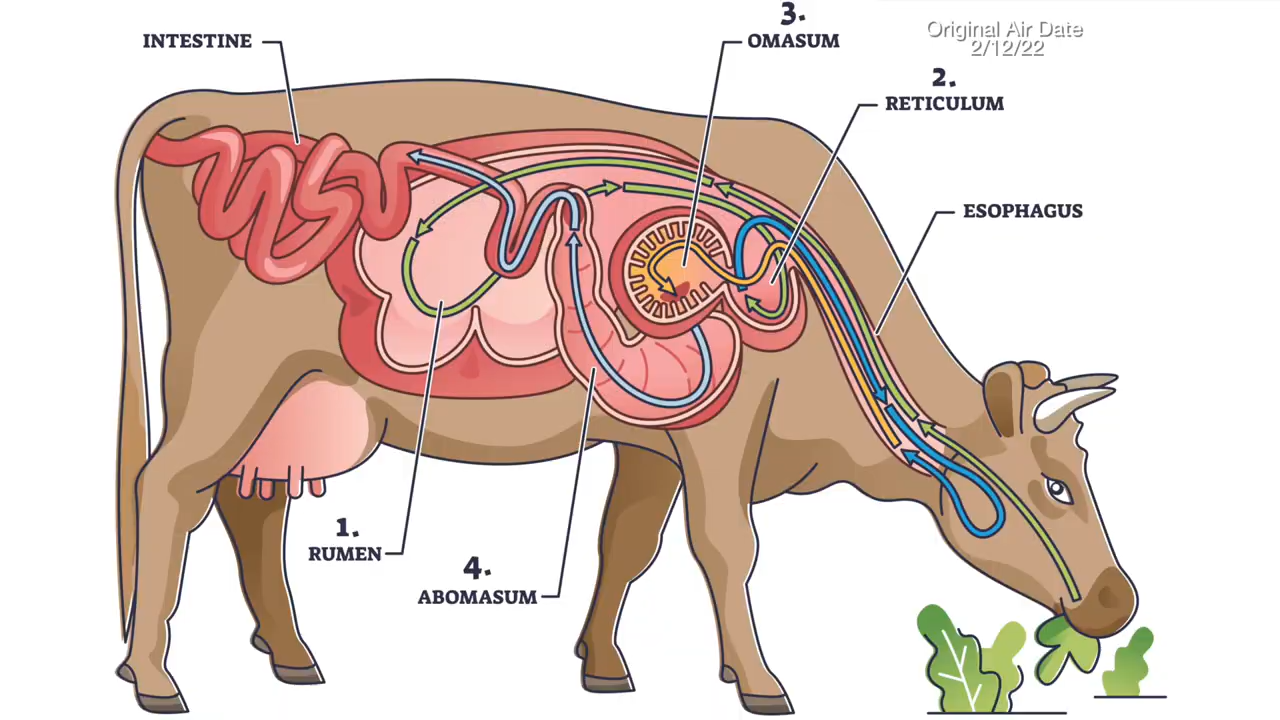 3.
INTESTINE
OMASUM
Original Air Date
2/12/22
2.
RETICULUM
ESOPHAGUS
1.
RUMEN
4.
ABOMASUM